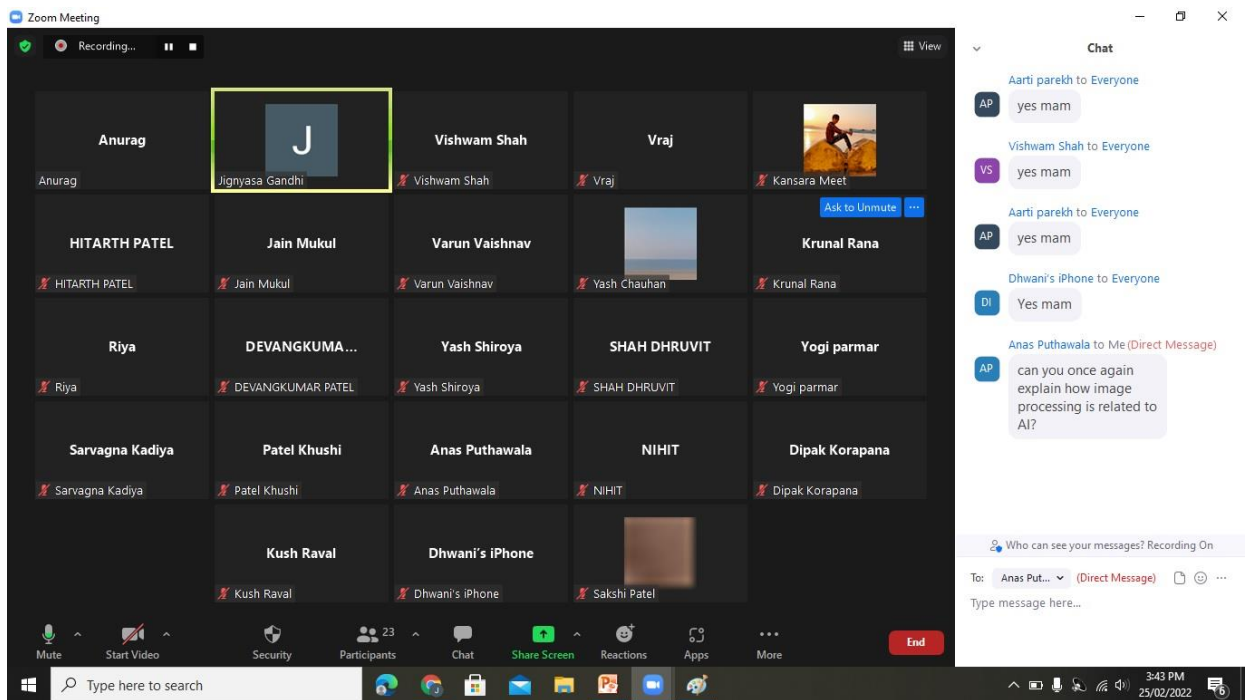 Zoom Meeting
Recording...
View
Anurag
Anurag
J
Jignyasa Gandhi
Vishwam Shah
Vishwam Shah
Vraj
Vraj
Kansara Meet
HITARTH PATEL
HITARTH PATEL
Jain Mukul
Jain Mukul
Varun Vaishnav
Varun Vaishnav
Yash Chauhan
Ask to Unmute ...
Krunal Rana
Krunal Rana
Riya
Riya
DEVANGKUMA...
DEVANGKUMAR PATEL
Yash Shiroya
Yash Shiroya
SHAH DHRUVIT
SHAH DHRUVIT
Yogi parmar
Yogi parmar
Sarvagna Kadiya
Sarvagna Kadiya
Patel Khushi
Patel Khushi
Anas Puthawala
Anas Puthawala
NIHIT
NIHIT
Dipak Korapana
Dipak Korapana
Kush Raval
Kush Raval
Dhwani's iPhone
Dhwani's iPhone
Sakshi Patel
Mute
Start Video
Security
Participants 23
Chat
Share Screen
Reactions
Apps
More
End
Chat
Aarti parekh to Everyone
AP yes mam
Vishwam Shah to Everyone
VS yes mam
Aarti parekh to Everyone
AP yes mam
Dhwani's iPhone to Everyone
DI Yes mam
Anas Puthawala to Me (Direct Message)
AP can you once again
explain how image
processing is related to
AI?
Who can see your messages? Recording On
To: Anas Put... (Direct Message) ...
Type message here...
Type here to search
3:43 PM
25/02/2022
6